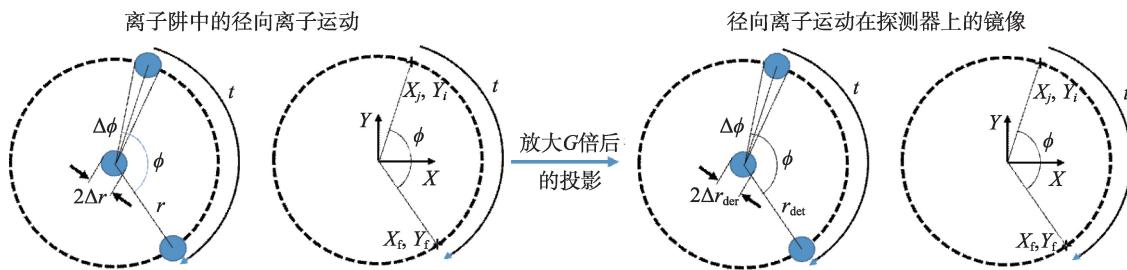 离子阱中的径向离子运动
径向离子运动在探测器上的镜像
t
Δϕ
ϕ
2Δr
r
X_j, Y_i
t
Y
ϕ
X
X_f, Y_f
放大G倍后
的投影
t
Δϕ
ϕ
2Δr_der
r_det
X_j, Y_i
t
Y
ϕ
X
X_f,Y_f